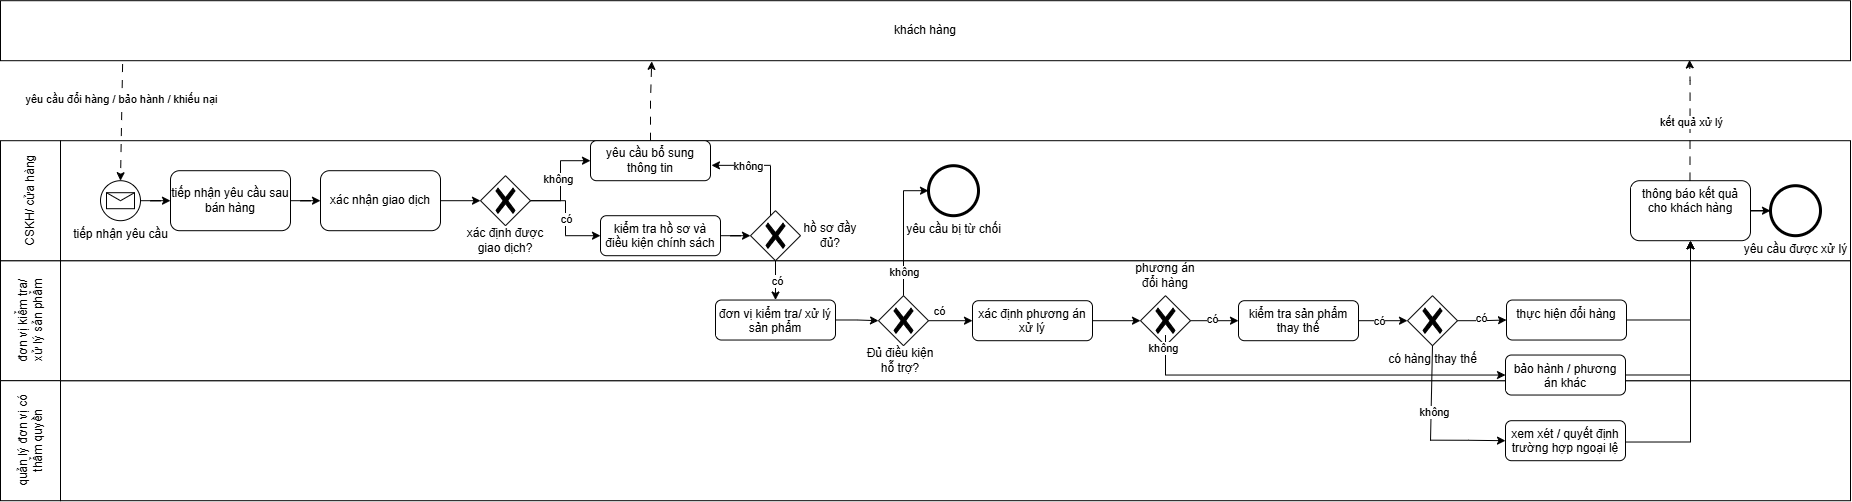 khách hàng
yêu cầu đổi hàng / bảo hành / khiếu nại
kết quả xử lý
CSKH/ cửa hàng
tiếp nhận yêu cầu
tiếp nhận yêu cầu sau
bán hàng
xác nhận giao dịch
xác định được
giao dịch?
không
có
yêu cầu bổ sung
thông tin
kiểm tra hồ sơ và
điều kiện chính sách
không
hồ sơ đầy
đủ?
có
yêu cầu bị từ chối
không
thông báo kết quả
cho khách hàng
yêu cầu được xử lý
đơn vị kiểm tra/
xử lý sản phẩm
đơn vị kiểm tra/ xử lý
sản phẩm
Đủ điều kiện
hỗ trợ?
có
xác định phương án
xử lý
phương án
đổi hàng
không
có
kiểm tra sản phẩm
thay thế
có
có hàng thay thế
có
thực hiện đổi hàng
bảo hành / phương
án khác
không
quản lý đơn vị có
thẩm quyền
xem xét / quyết định
trường hợp ngoại lệ